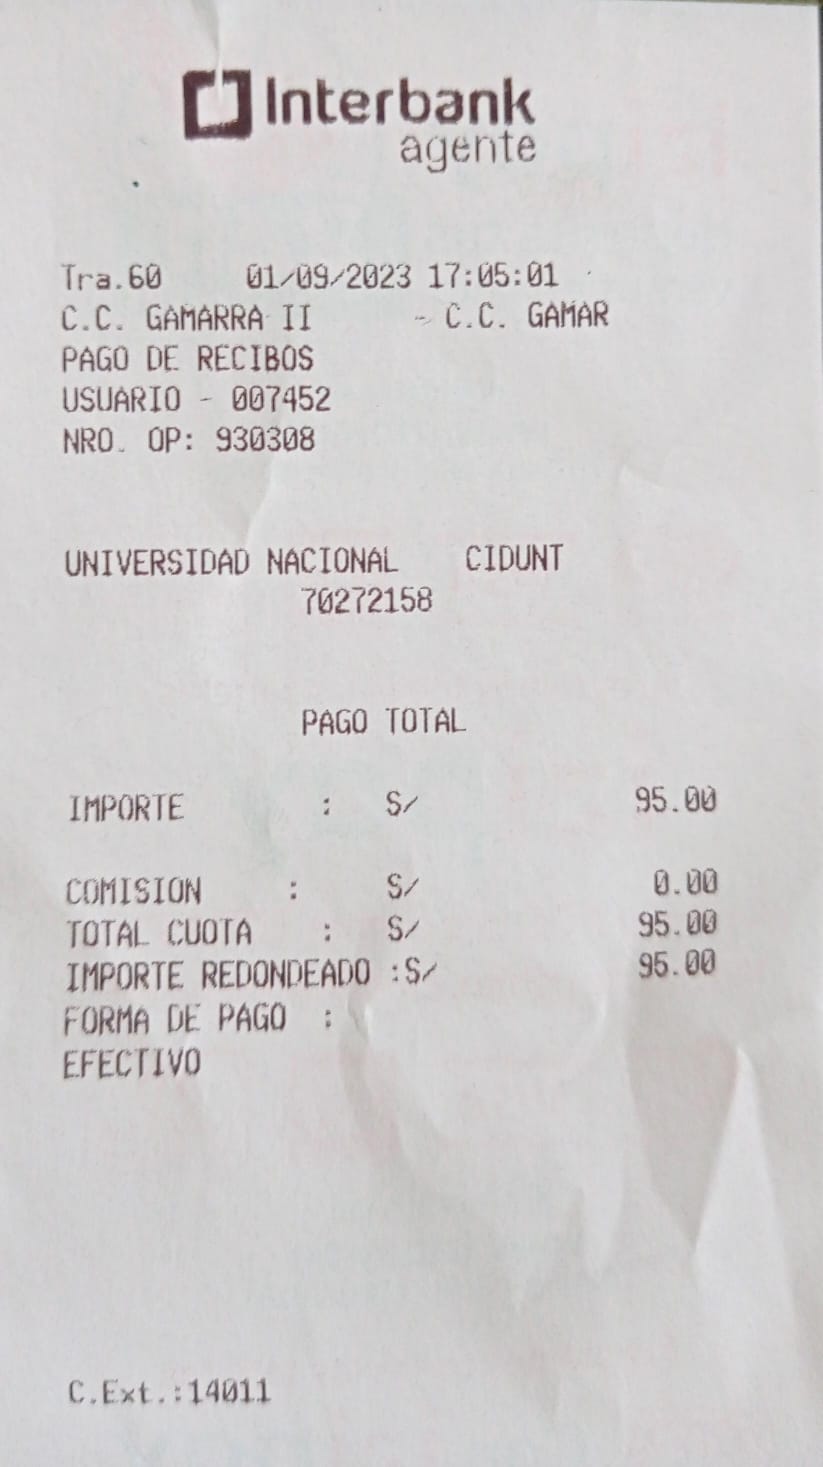 Interbank
agente
Tra.60 01/09/2023 17:05:01
C.C. GAMARRA II - C.C. GAMAR
PAGO DE RECIBOS
USUARIO - 007452
NRO. OP: 930308
UNIVERSIDAD NACIONAL CIDUNT
70272158
PAGO TOTAL
IMPORTE : S/ 95.00
COMISION : S/ 0.00
TOTAL CUOTA : S/ 95.00
IMPORTE REDONDEADO :S/ 95.00
FORMA DE PAGO :
EFECTIVO
C.Ext.:14011